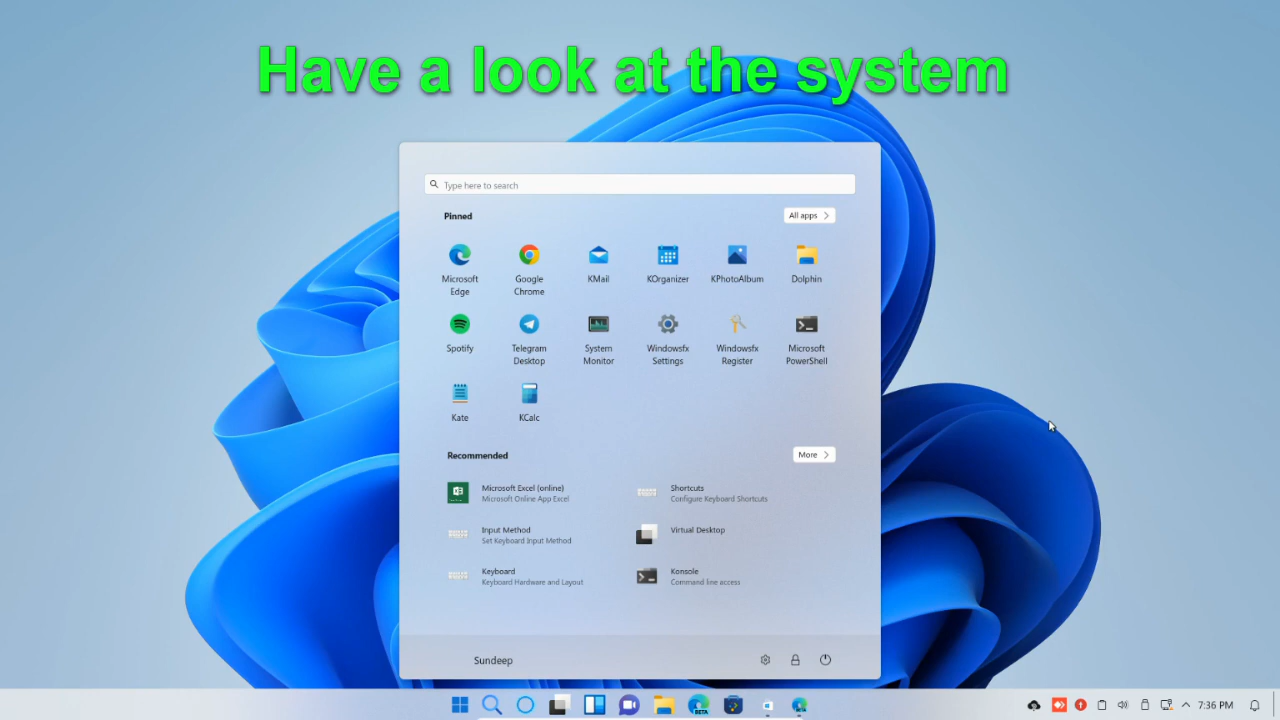 Have a look at the system
Type here to search
Pinned
All apps
Microsoft Edge
Google Chrome
KMail
KOrganizer
KPhotoAlbum
Dolphin
Spotify
Telegram Desktop
System Monitor
Windowsfx Settings
Windowsfx Register
Microsoft PowerShell
Kate
KCalc
Recommended
More
Microsoft Excel (online)
Microsoft Online App Excel
Shortcuts
Configure Keyboard Shortcuts
Input Method
Set Keyboard Input Method
Virtual Desktop
Keyboard
Keyboard Hardware and Layout
Konsole
Command line access
Sundeep
BETA
7:36 PM